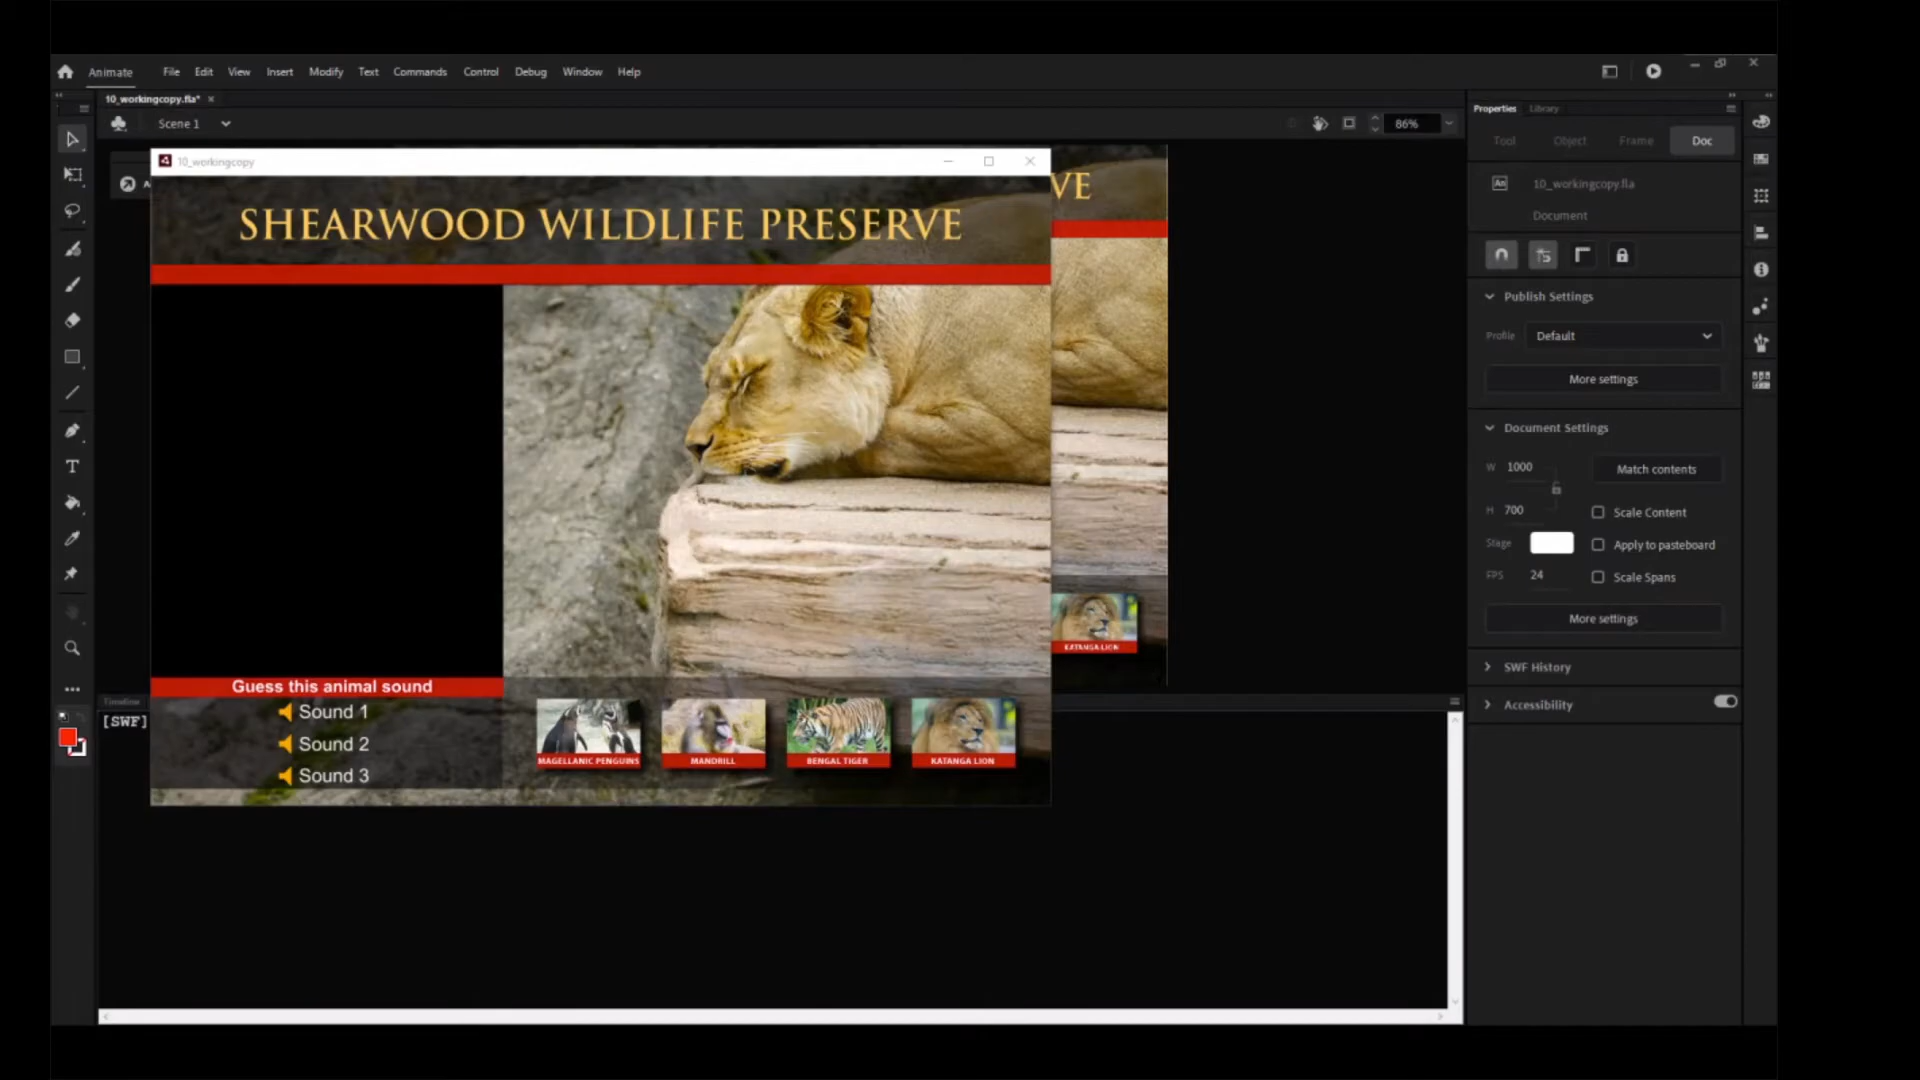 Animate File Edit View Insert Modify Text Commands Control Debug Window Help
10_workingcopy.fla*
Scene 1
86%
10_workingcopy
A
SHEARWOOD WILDLIFE PRESERVE
VE
Guess this animal sound
Sound 1
Sound 2
Sound 3
MAGELLANIC PENGUINS
MANDRILL
BENGAL TIGER
KATANGA LION
KATANGA LION
Timeline
[SWF]
Properties Library
Tool Object Frame Doc
An 10_workingcopy.fla
Document
Publish Settings
Profile Default
More settings
Document Settings
W 1000 Match contents
H 700 Scale Content
Stage Apply to pasteboard
FPS 24 Scale Spans
More settings
SWF History
Accessibility